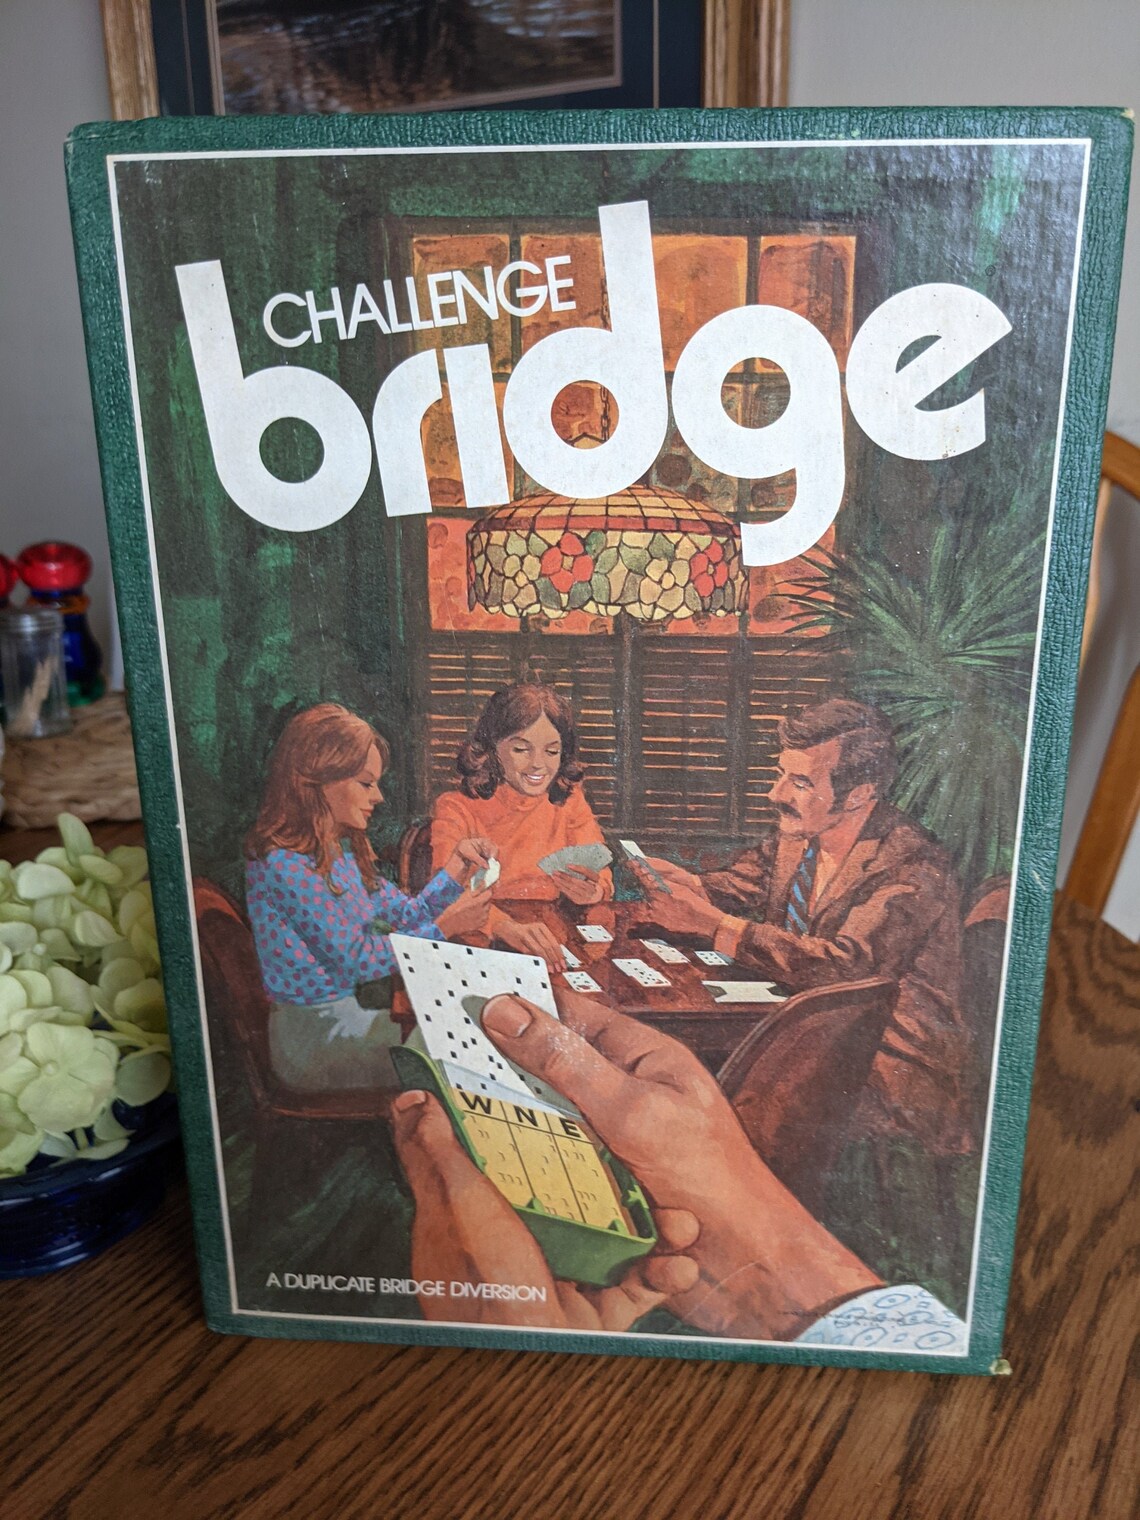 CHALLENGE
bridge
W N E
A DUPLICATE BRIDGE DIVERSION